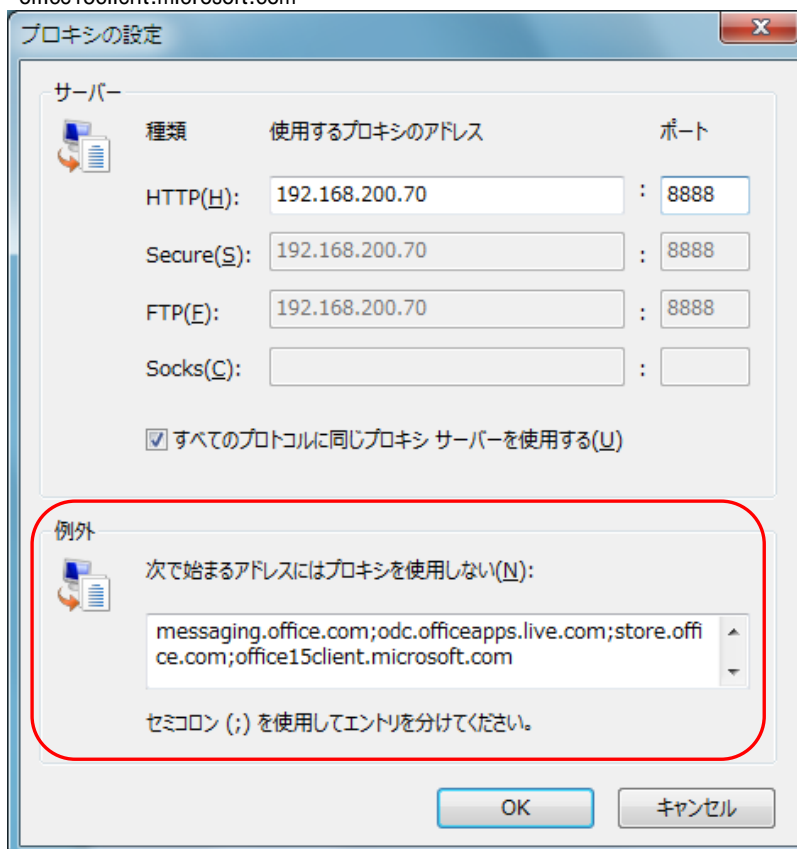 office15client.microsoft.com
プロキシの設定
サーバー
種類 使用するプロキシのアドレス ポート
HTTP(H): 192.168.200.70 : 8888
Secure(S): 192.168.200.70 : 8888
FTP(F): 192.168.200.70 : 8888
Socks(C): :
すべてのプロトコルに同じプロキシ サーバーを使用する(U)
例外
次で始まるアドレスにはプロキシを使用しない(N):
messaging.office.com;odc.officeapps.live.com;store.offi
ce.com;office15client.microsoft.com
セミコロン (;) を使用してエントリを分けてください。
OK キャンセル